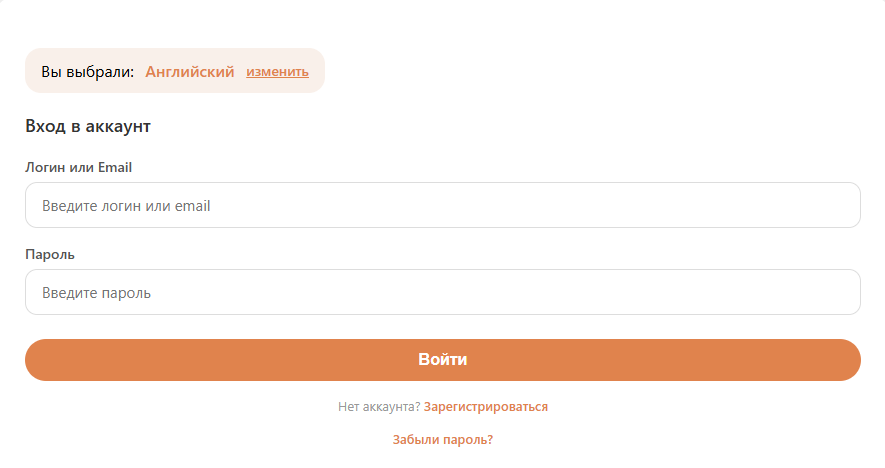 Вы выбрали: Английский изменить
Вход в аккаунт
Логин или Email
Введите логин или email
Пароль
Введите пароль
Войти
Нет аккаунта? Зарегистрироваться
Забыли пароль?